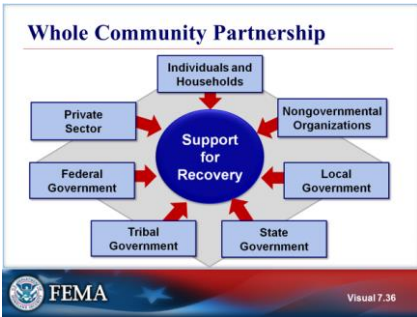 Whole Community Partnership
Individuals and
Households
Private
Sector
Nongovernmental
Organizations
Support
for
Recovery
Federal
Government
Local
Government
Tribal
Government
State
Government
FEMA
Visual 7.36